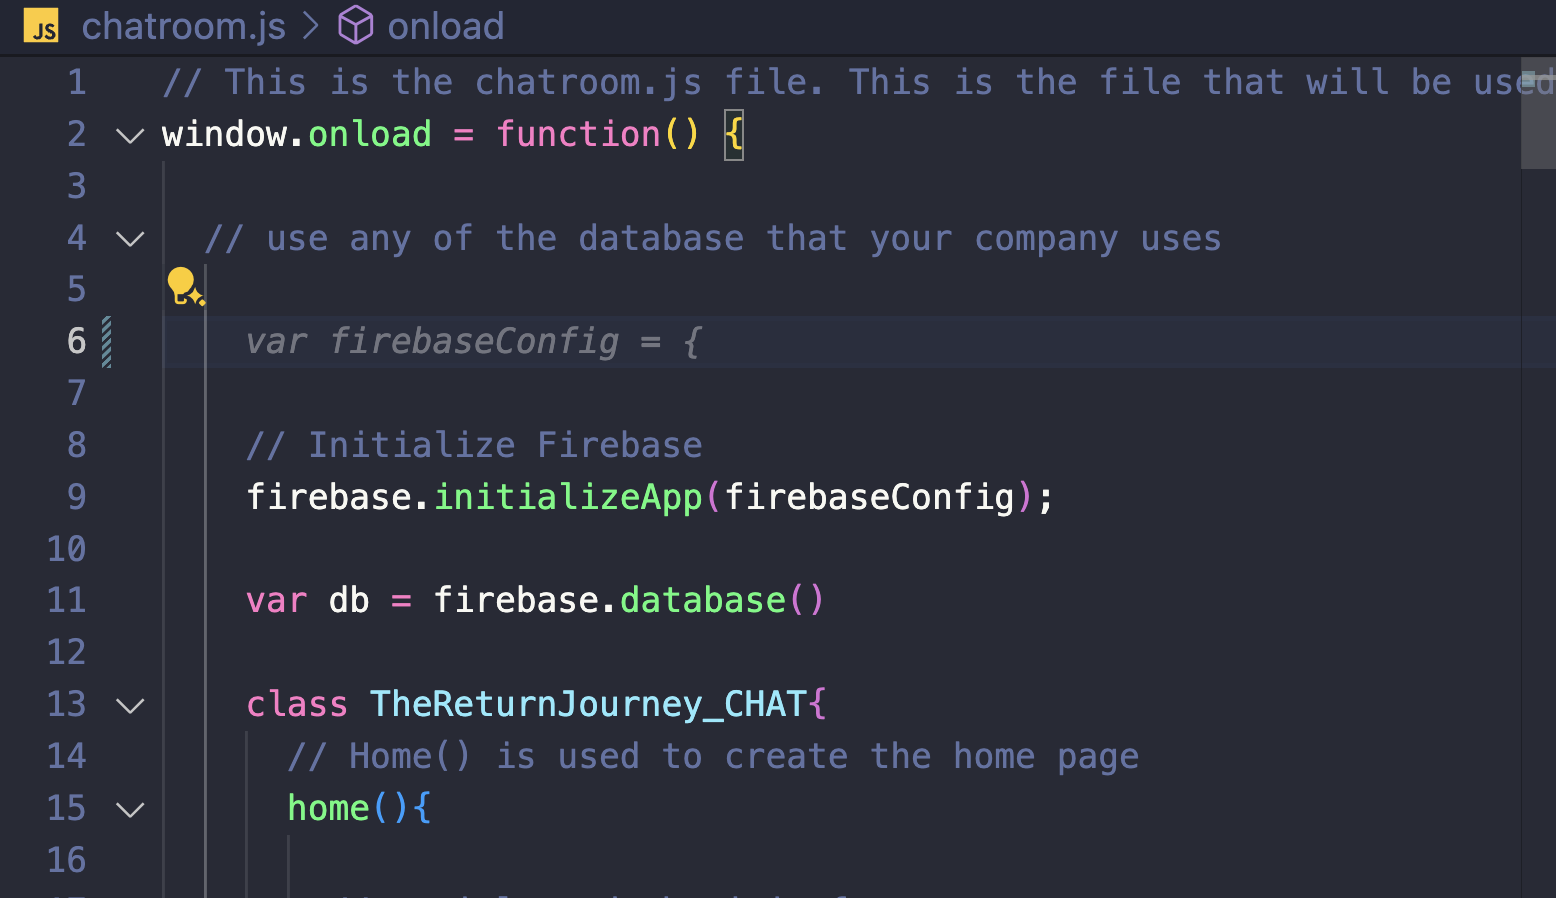 JS chatroom.js > onload
1 // This is the chatroom.js file. This is the file that will be used
2 window.onload = function() {
3
4 // use any of the database that your company uses
5
6 var firebaseConfig = {
7
8 // Initialize Firebase
9 firebase.initializeApp(firebaseConfig);
10
11 var db = firebase.database()
12
13 class TheReturnJourney_CHAT{
14 // Home() is used to create the home page
15 home(){
16